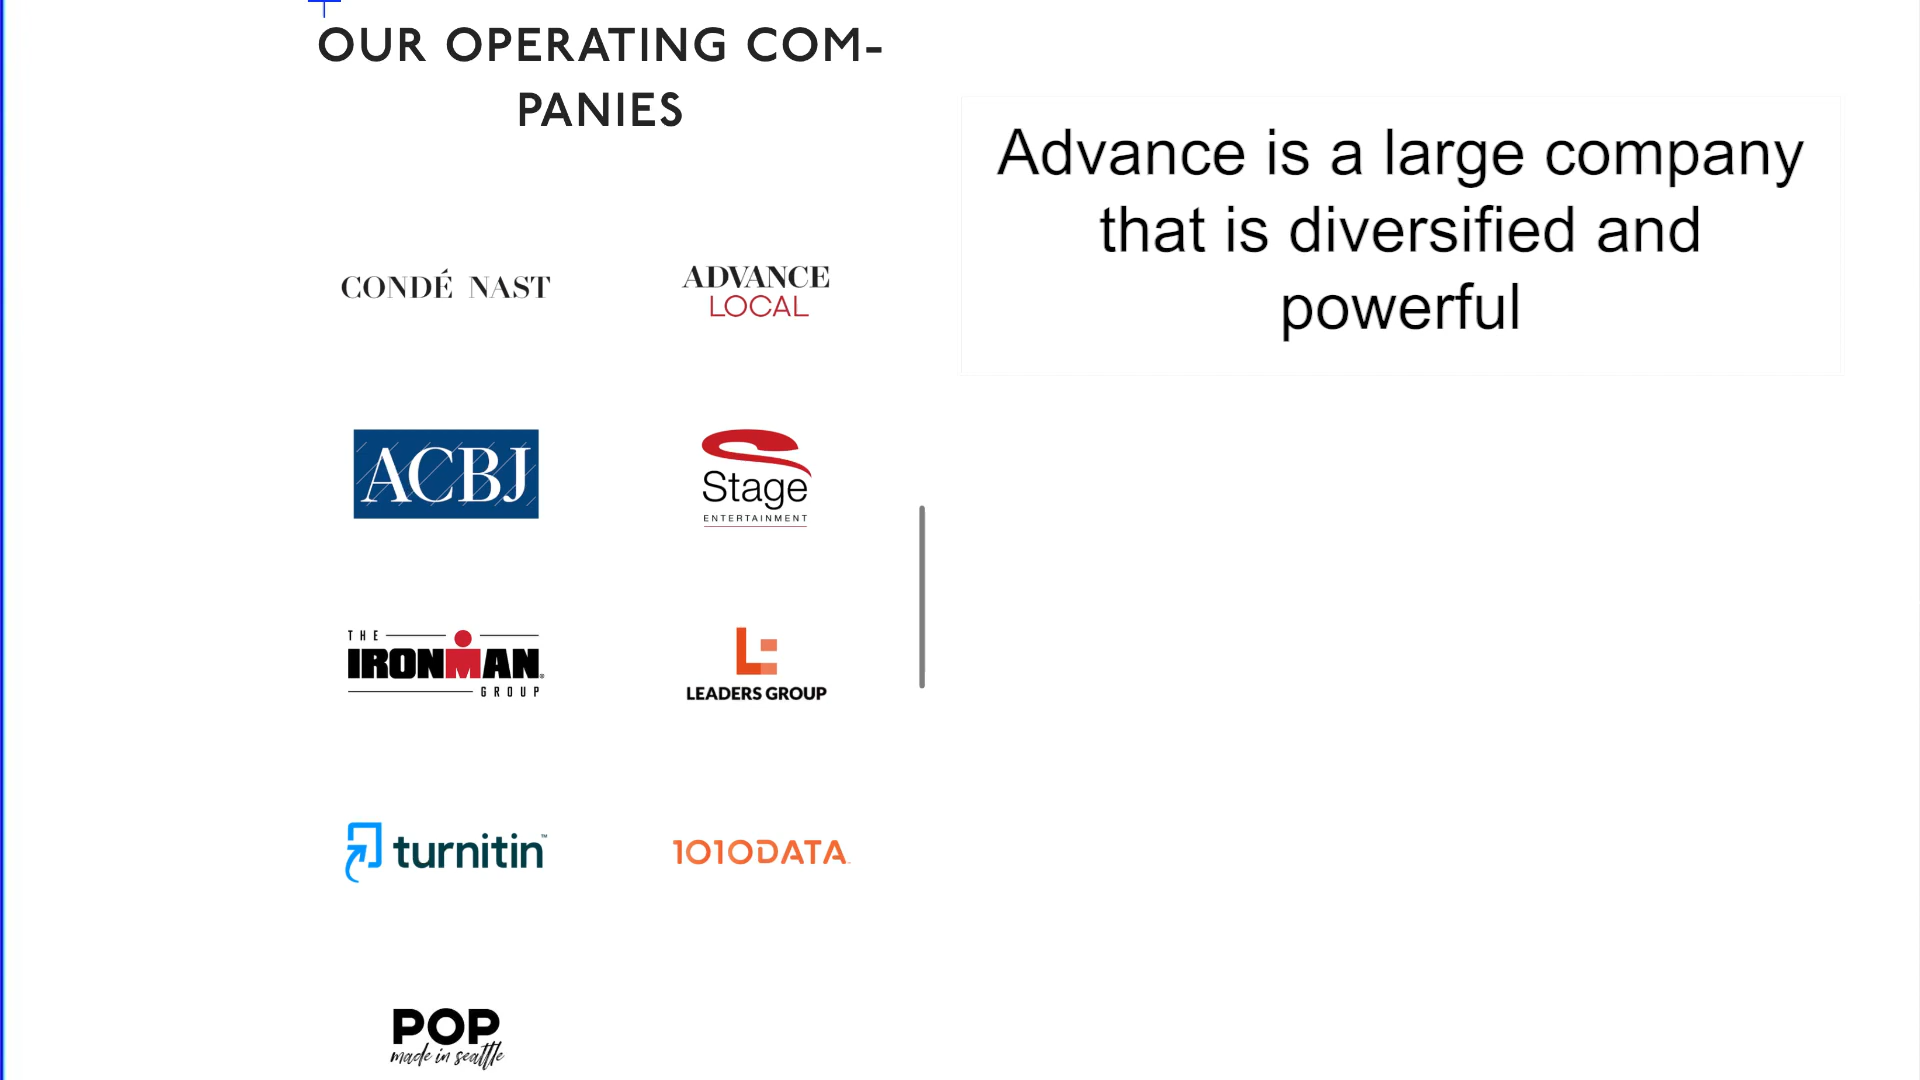 OUR OPERATING COM-
PANIES
Advance is a large company
that is diversified and
powerful
CONDÉ NAST
ADVANCE
LOCAL
ACBJ
Stage
ENTERTAINMENT
THE
IRONMAN
GROUP
LEADERS GROUP
turnitin™
1010DATA
POP
made in seattle